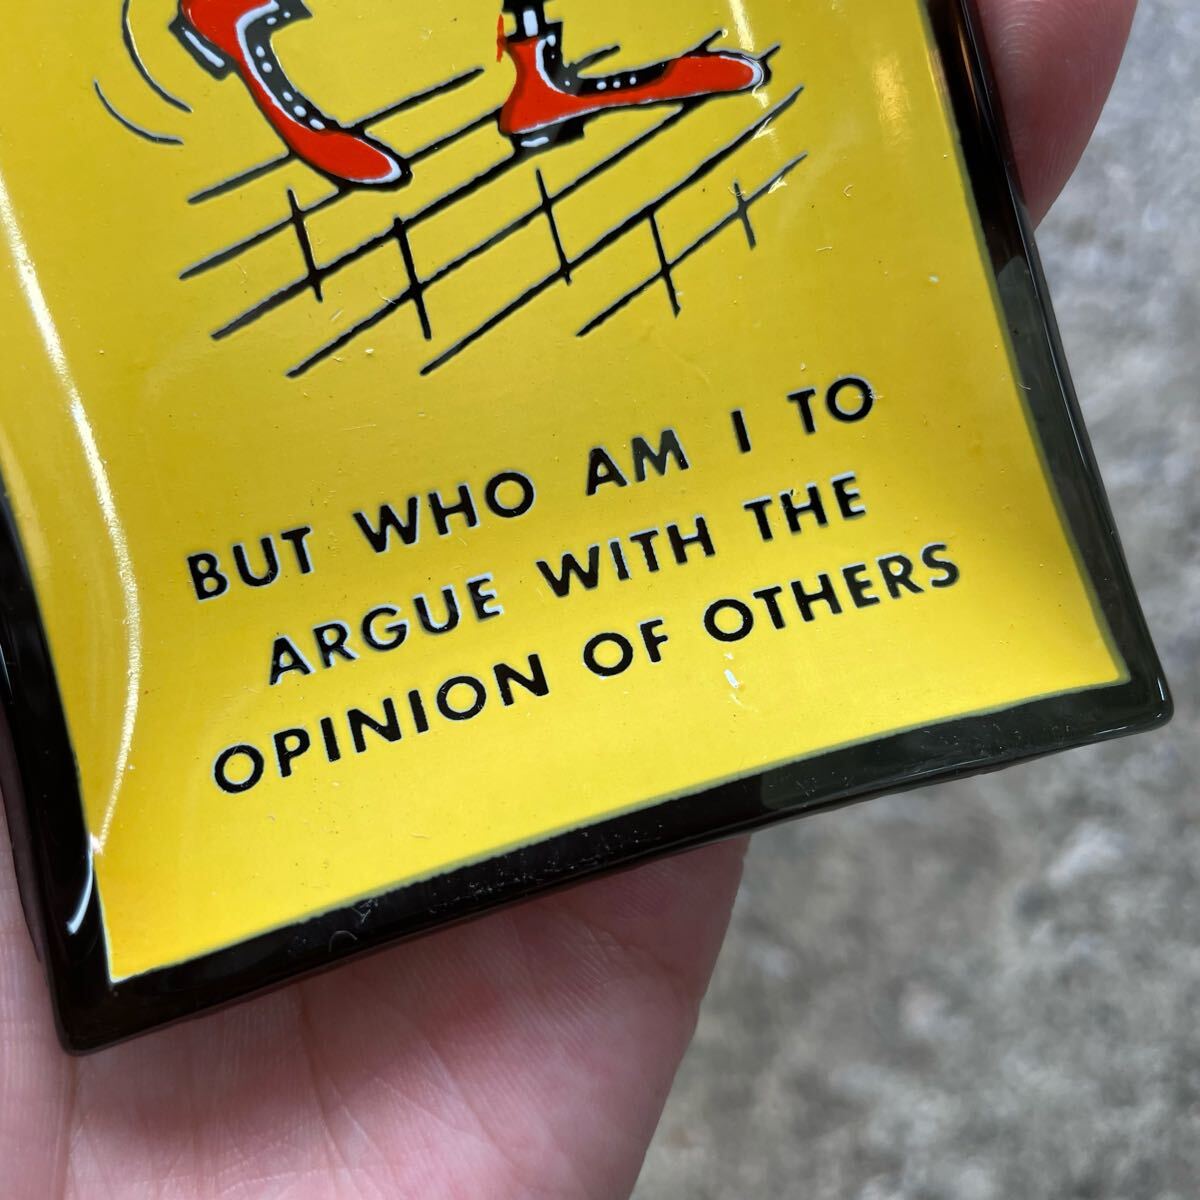 BUT WHO AM I TO
ARGUE WITH THE
OPINION OF OTHERS